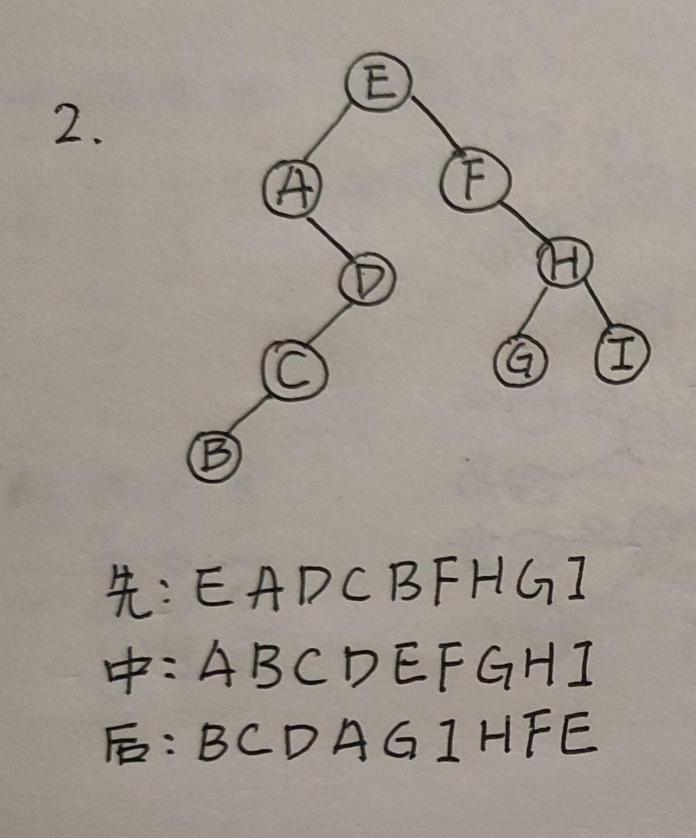 2.
E
A F
D H
C G I
B
先: E A D C B F H G I
中: A B C D E F G H I
后: B C D A G I H F E